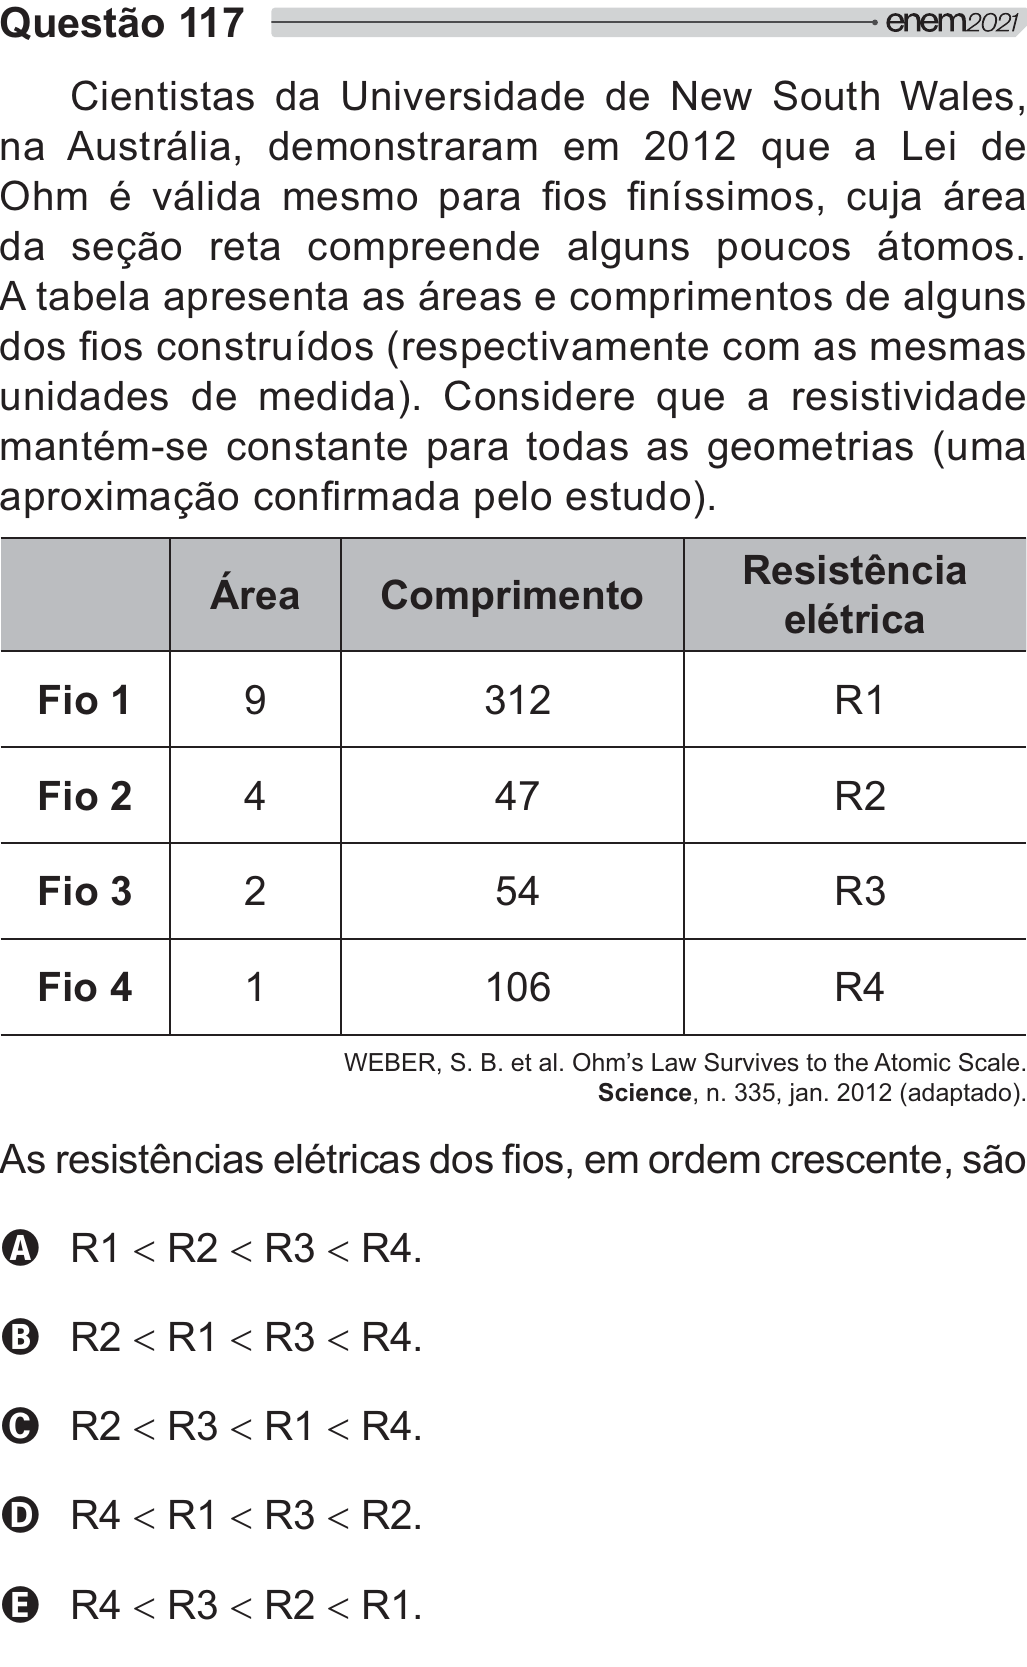 Questão 117 enem2021
Cientistas da Universidade de New South Wales,
na Austrália, demonstraram em 2012 que a Lei de
Ohm é válida mesmo para fios finíssimos, cuja área
da seção reta compreende alguns poucos átomos.
A tabela apresenta as áreas e comprimentos de alguns
dos fios construídos (respectivamente com as mesmas
unidades de medida). Considere que a resistividade
mantém-se constante para todas as geometrias (uma
aproximação confirmada pelo estudo).
Área Comprimento Resistência
elétrica
Fio 1 9 312 R1
Fio 2 4 47 R2
Fio 3 2 54 R3
Fio 4 1 106 R4
WEBER, S. B. et al. Ohm’s Law Survives to the Atomic Scale.
Science, n. 335, jan. 2012 (adaptado).
As resistências elétricas dos fios, em ordem crescente, são
A R1 < R2 < R3 < R4.
B R2 < R1 < R3 < R4.
C R2 < R3 < R1 < R4.
D R4 < R1 < R3 < R2.
E R4 < R3 < R2 < R1.